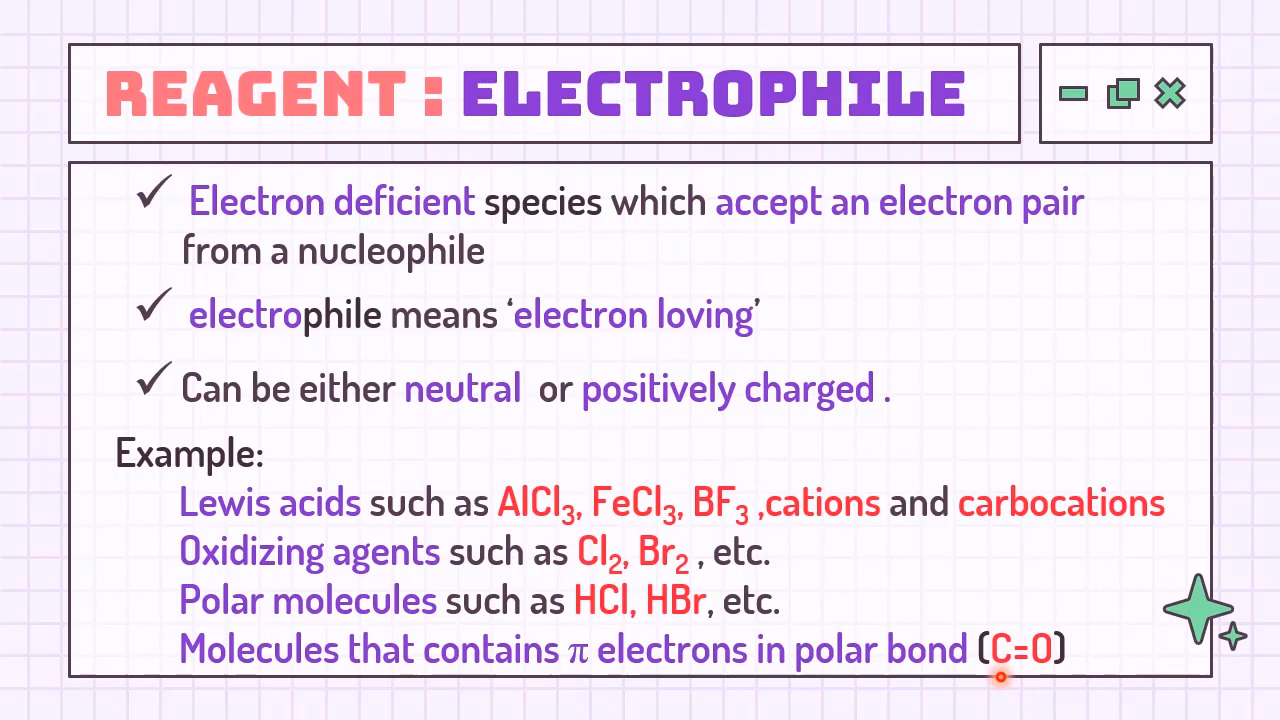 REAGENT : ELECTROPHILE
✓ Electron deficient species which accept an electron pair
from a nucleophile
✓ electrophile means ‘electron loving’
✓ Can be either neutral or positively charged .
Example:
Lewis acids such as AlCl₃, FeCl₃, BF₃ ,cations and carbocations
Oxidizing agents such as Cl₂, Br₂ , etc.
Polar molecules such as HCl, HBr, etc.
Molecules that contains π electrons in polar bond (C=O)